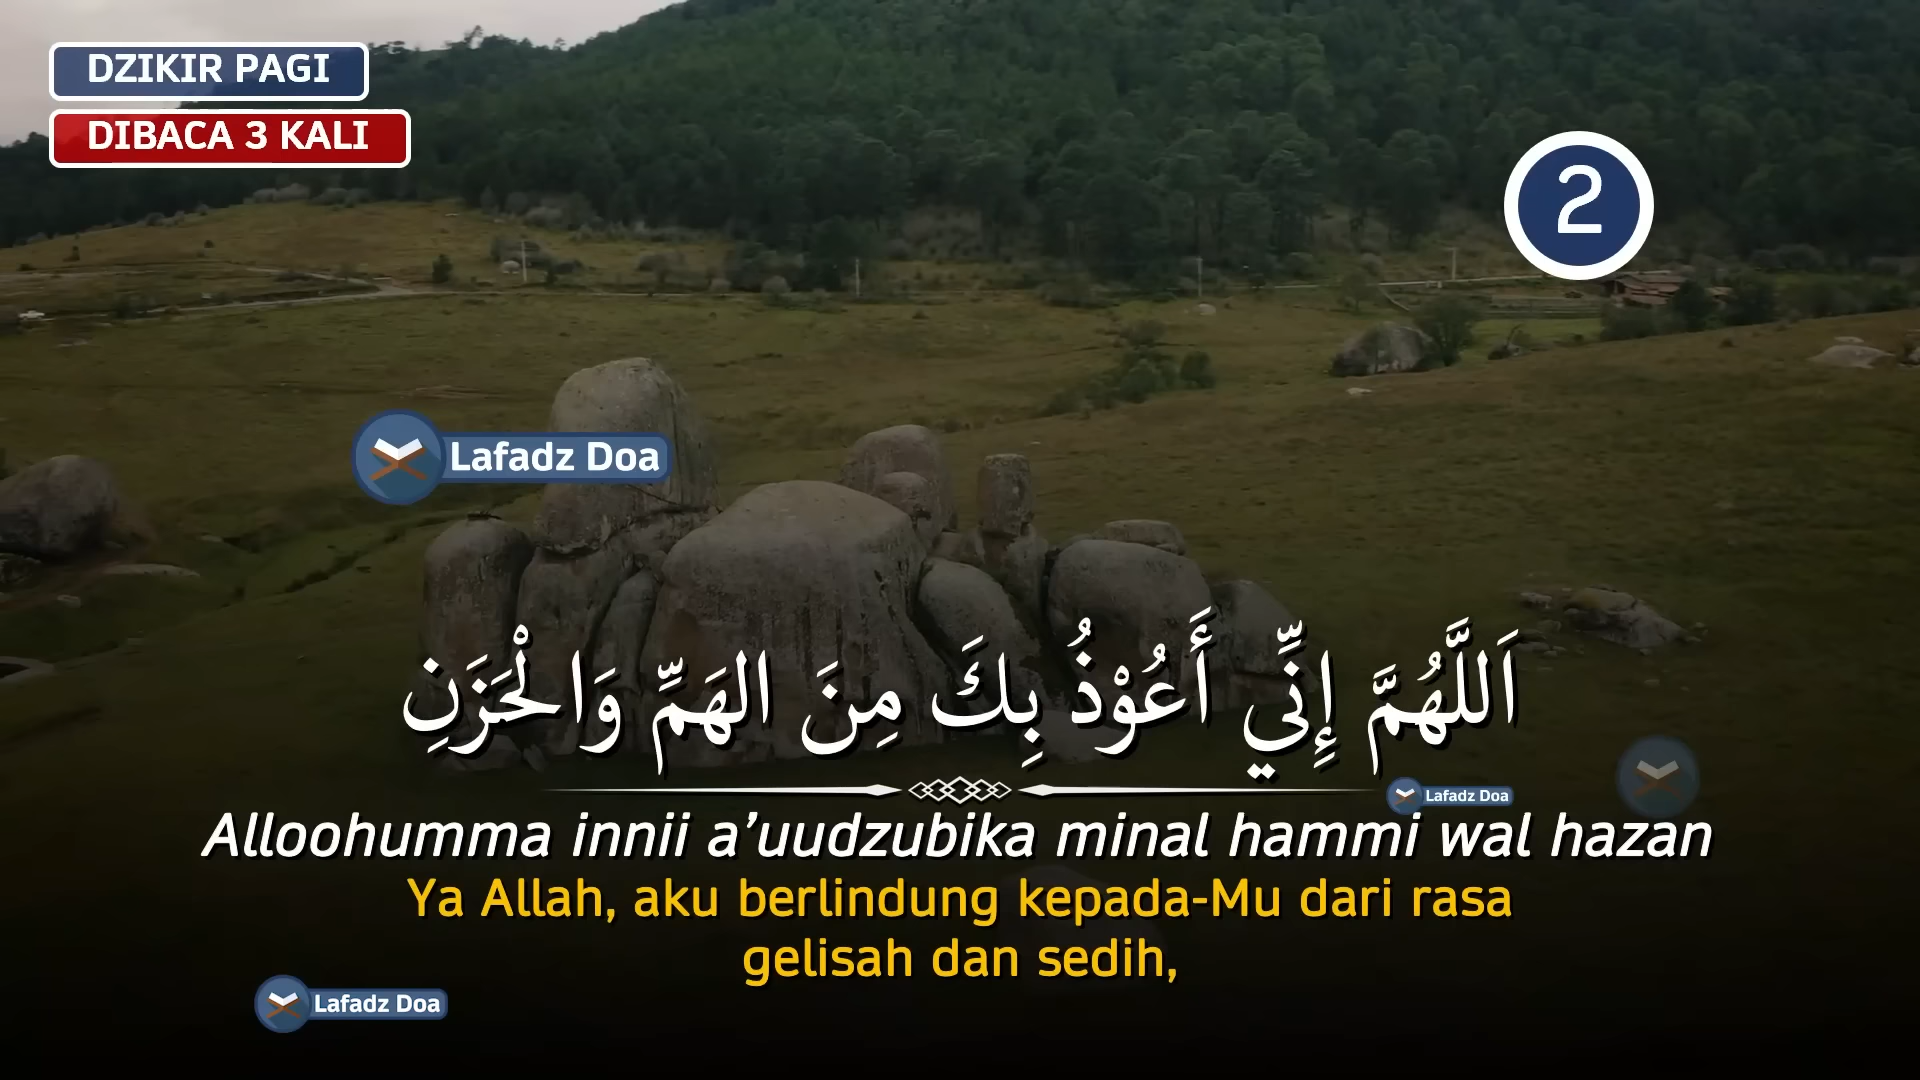 DZIKIR PAGI
DIBACA 3 KALI
2
Lafadz Doa
اَللَّهُمَّ إِنِّي أَعُوْذُ بِكَ مِنَ الهَمِّ وَالْحَزَنِ
Lafadz Doa
Alloohumma innii a’uudzubika minal hammi wal hazan
Ya Allah, aku berlindung kepada-Mu dari rasa
gelisah dan sedih,
Lafadz Doa